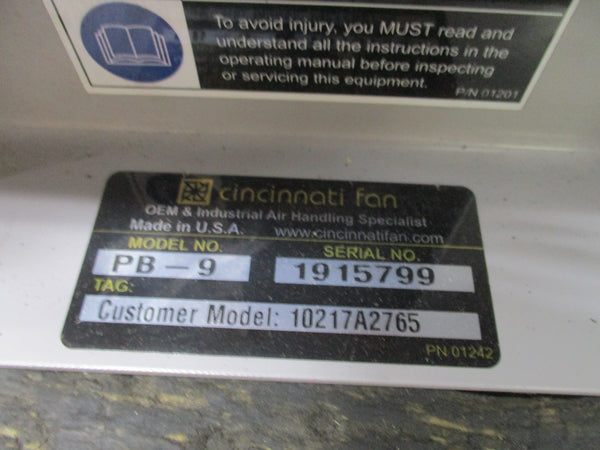 To avoid injury, you MUST read and
understand all the instructions in the
operating manual before inspecting
or servicing this equipment.
P/N 01201
cincinnati fan
OEM & Industrial Air Handling Specialist
Made in U.S.A. www.cincinnatifan.com
MODEL NO. SERIAL NO.
PB – 9 1915799
TAG:
Customer Model: 10217A2765
PN 01242